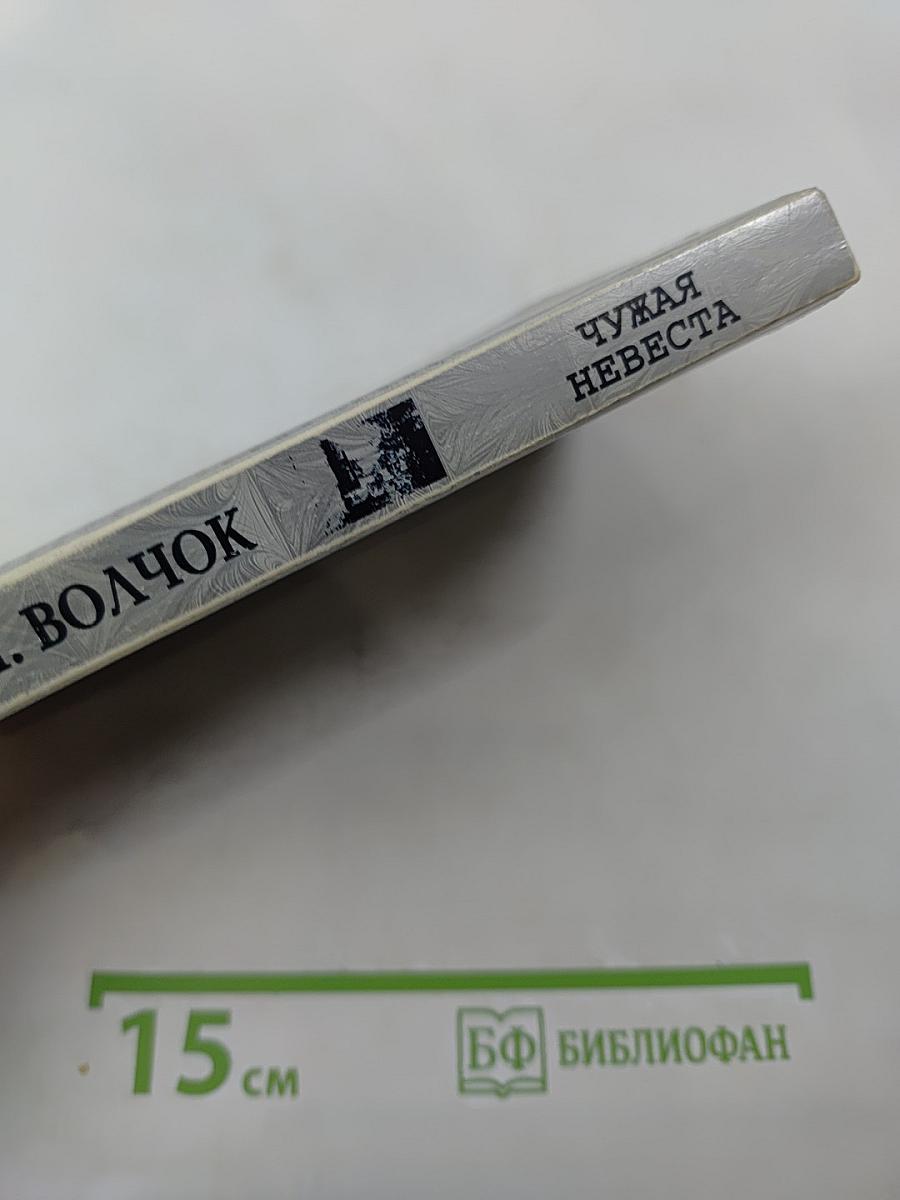 ВОЛЧОК
ЧУЖАЯ
НЕВЕСТА
15 см
БФ БИБЛИОФАН